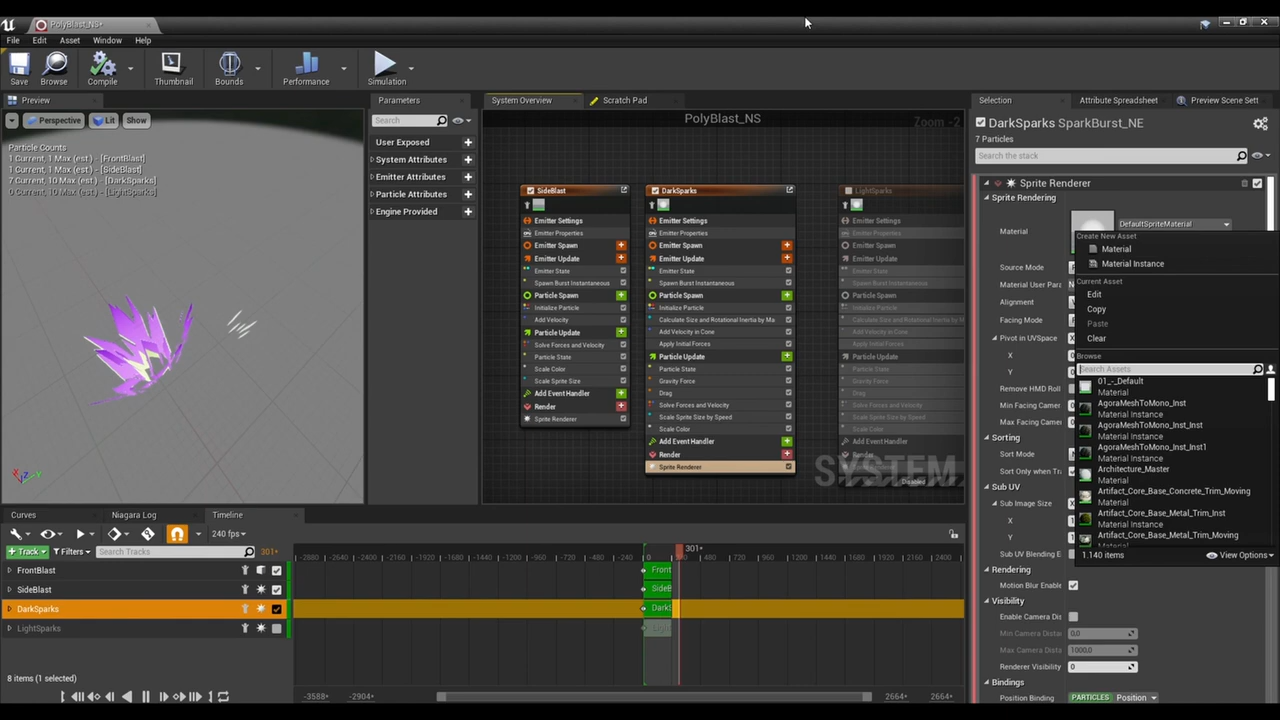 PolyBlast_NS*
File Edit Asset Window Help
Save Browse Compile Thumbnail Bounds Performance Simulation
Preview
Perspective Lit Show
Particle Counts
1 Current, 1 Max (est.) - [FrontBlast]
1 Current, 1 Max (est.) - [SideBlast]
7 Current, 10 Max (est.) - [DarkSparks]
0 Current, 10 Max (est.) - [LightSparks]
Parameters
Search
User Exposed
System Attributes
Emitter Attributes
Particle Attributes
Engine Provided
System Overview Scratch Pad
PolyBlast_NS
Zoom -2
SideBlast
Emitter Settings
Emitter Properties
Emitter Spawn
Emitter Update
Emitter State
Spawn Burst Instantaneous
Particle Spawn
Initialize Particle
Add Velocity
Particle Update
Solve Forces and Velocity
Particle State
Scale Color
Scale Sprite Size
Add Event Handler
Render
Sprite Renderer
DarkSparks
Emitter Settings
Emitter Properties
Emitter Spawn
Emitter Update
Emitter State
Spawn Burst Instantaneous
Particle Spawn
Initialize Particle
Calculate Size and Rotational Inertia by Ma
Add Velocity in Cone
Apply Initial Forces
Particle Update
Particle State
Gravity Force
Drag
Solve Forces and Velocity
Scale Sprite Size by Speed
Scale Color
Add Event Handler
Render
Sprite Renderer
LightSparks
Emitter Settings
Emitter Properties
Emitter Spawn
Emitter Update
Emitter State
Spawn Burst Instantaneous
Particle Spawn
Initialize Particle
Calculate Size and Rotational
Add Velocity in Cone
Apply Initial Forces
Particle Update
Particle State
Gravity Force
Drag
Solve Forces and Velocity
Scale Sprite Size by Speed
Scale Color
Add Event Handler
Render
Disabled
SYSTEM
Selection Attribute Spreadsheet Preview Scene Sett
DarkSparks SparkBurst_NE
7 Particles
Search the stack
Sprite Renderer
Sprite Rendering
Material
DefaultSpriteMaterial
Source Mode
Material User Para
Alignment
Facing Mode
Pivot in UVSpace
X
Y
Remove HMD Roll
Min Facing Camer
Max Facing Camer
Sorting
Sort Mode
Sort Only when Tra
Sub UV
Sub Image Size
X
Y
Sub UV Blending E
Rendering
Motion Blur Enable
Visibility
Enable Camera Dis
Min Camera Distan
0,0
Max Camera Dista
1000,0
Renderer Visibility
0
Bindings
Position Binding
PARTICLES Position
Create New Asset
Material
Material Instance
Current Asset
Edit
Copy
Paste
Clear
Browse
Search Assets
01_-_Default
Material
AgoraMeshToMono_Inst
Material Instance
AgoraMeshToMono_Inst_Inst
Material Instance
AgoraMeshToMono_Inst_Inst1
Material Instance
Architecture_Master
Material
Artifact_Core_Base_Concrete_Trim_Moving
Material Instance
Artifact_Core_Base_Metal_Trim_Inst
Material Instance
Artifact_Core_Base_Metal_Trim_Moving
1.140 items
View Options
Curves Niagara Log Timeline
240 fps
Track Filters Search Tracks 301+
FrontBlast
SideBlast
DarkSparks
LightSparks
8 items (1 selected)
-2880 -2640 -2400 -2160 -1920 -1680 -1440 -1200 -960 -720 -480 -240 0 301+ 480 720 960 1200 1440 1680 1920 2160 2400
Front
SideB
DarkS
-3588+ -2904+ 2664+ 2664+